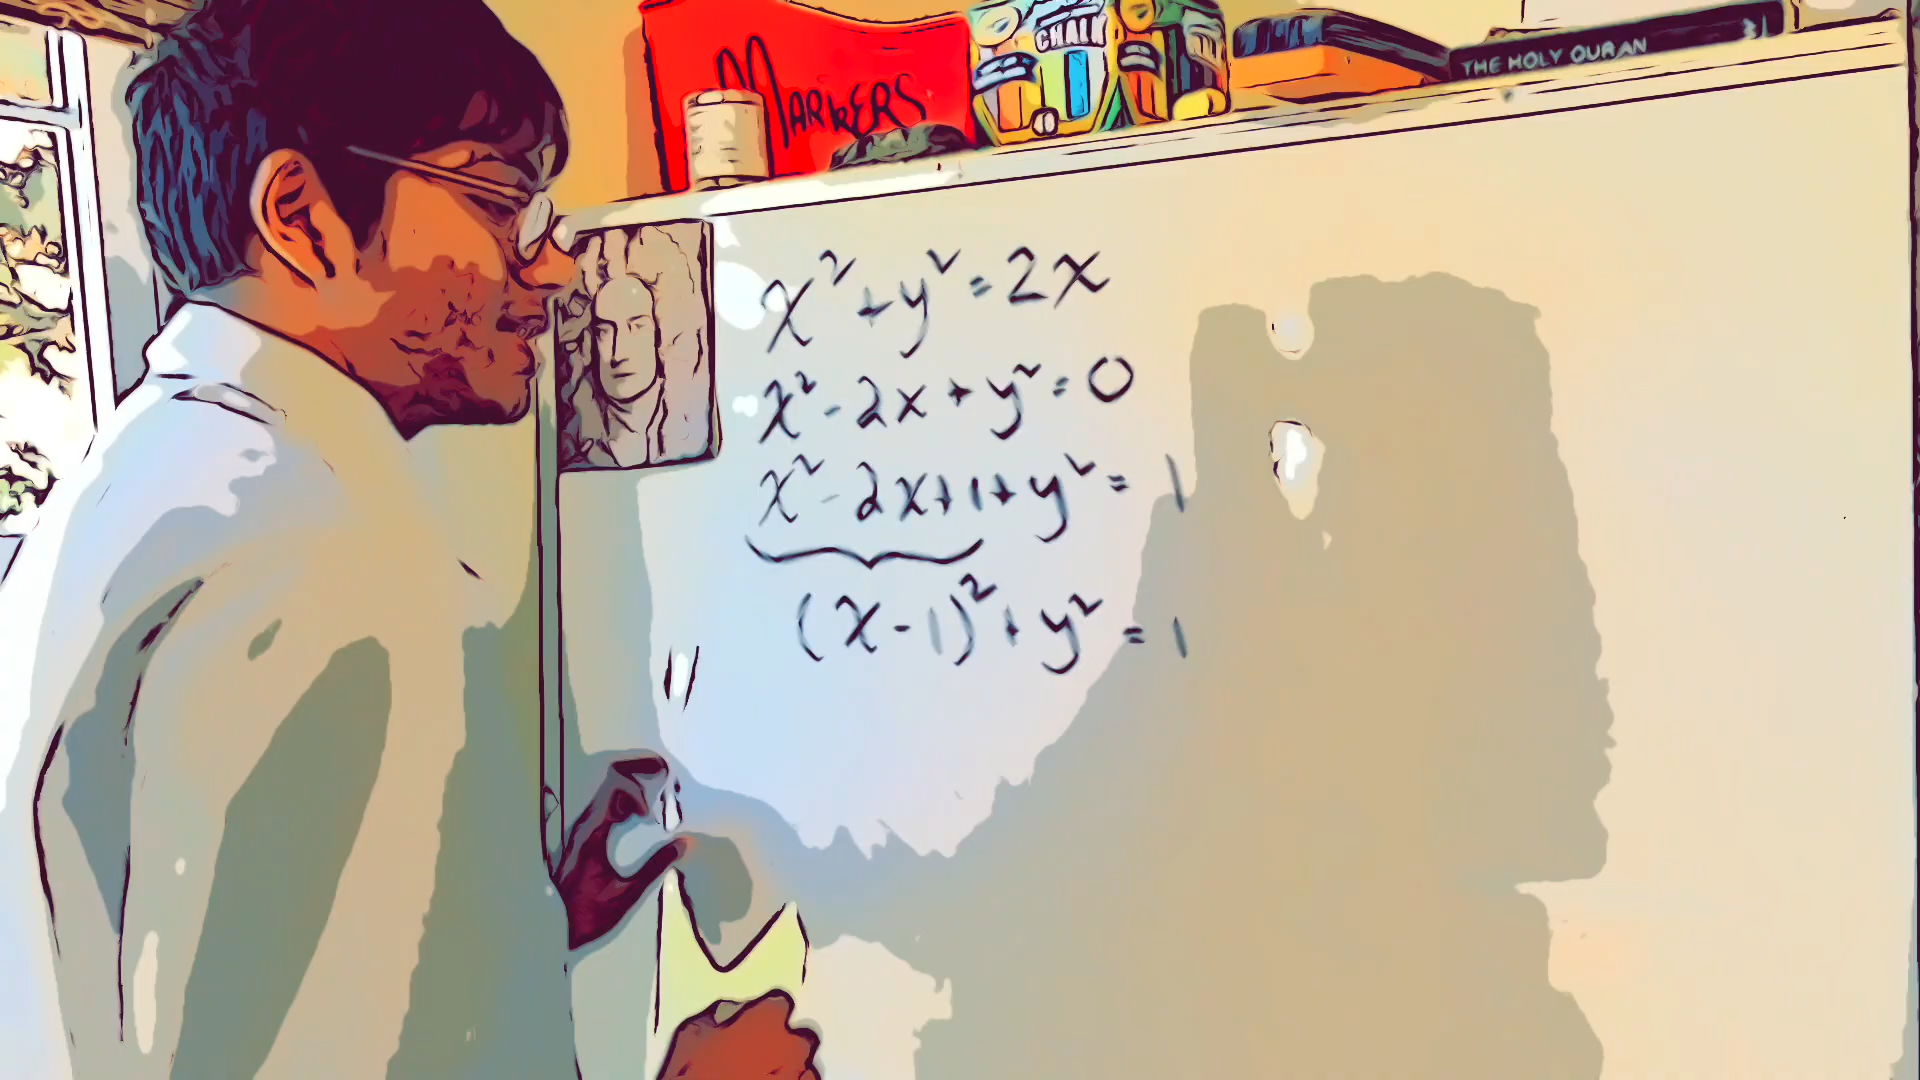 MARKERS
CHALK
THE HOLY QURAN
x² + y² = 2x
x² - 2x + y² = 0
x² - 2x + 1 + y² = 1
(x - 1)² + y² = 1